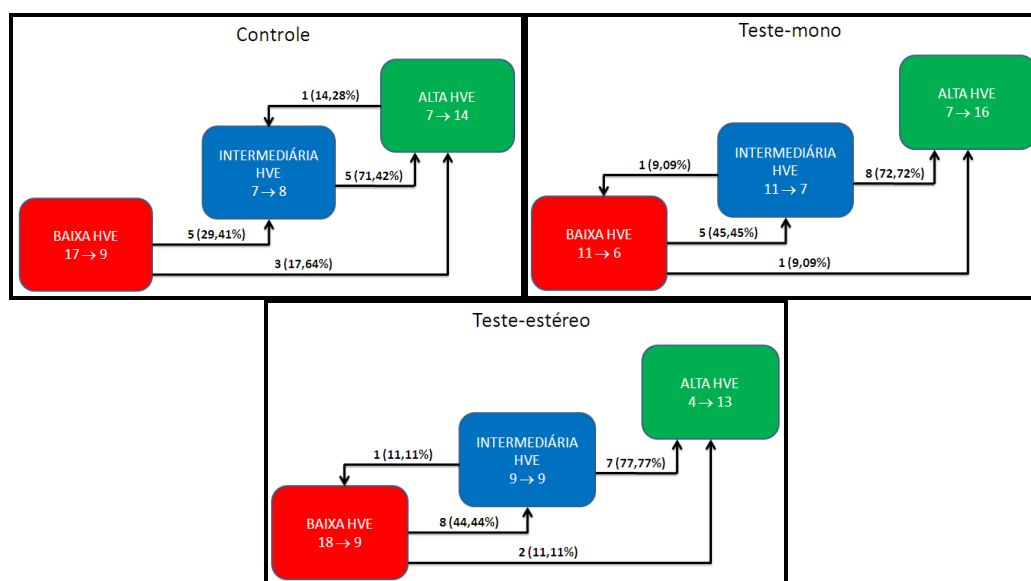 Controle
ALTA HVE
7 → 14
1 (14,28%)
INTERMEDIÁRIA
HVE
7 → 8
5 (71,42%)
BAIXA HVE
17 → 9
5 (29,41%)
3 (17,64%)
Teste-mono
ALTA HVE
7 → 16
1 (9,09%)
INTERMEDIÁRIA
HVE
11 → 7
8 (72,72%)
BAIXA HVE
11 → 6
5 (45,45%)
1 (9,09%)
Teste-estéreo
ALTA HVE
4 → 13
1 (11,11%)
INTERMEDIÁRIA
HVE
9 → 9
7 (77,77%)
BAIXA HVE
18 → 9
8 (44,44%)
2 (11,11%)